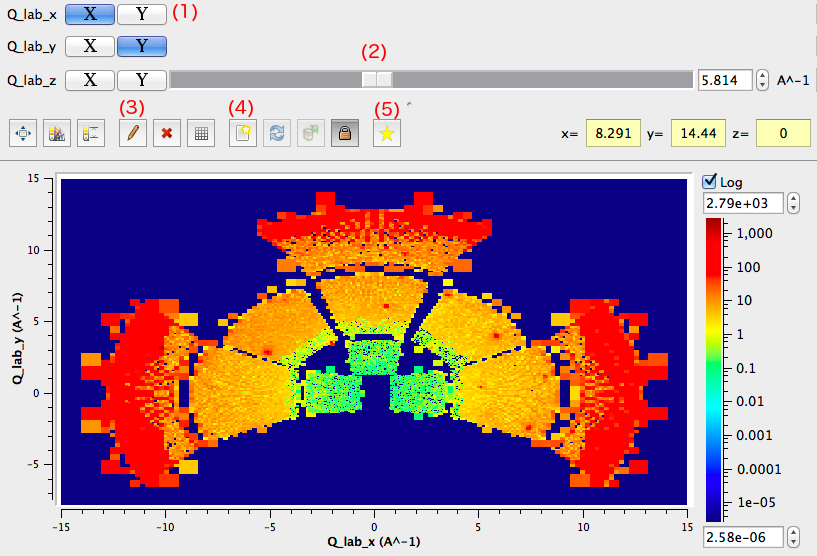 Q_lab_x X Y (1)
Q_lab_y X Y (2)
Q_lab_z X Y 5.814 A^-1
(3) (4) (5)
x= 8.291 y= 14.44 z= 0
Log
2.79e+03
15
10
5
0
-5
Q_lab_y (A^-1)
1,000
100
10
1
0.1
0.01
0.001
0.0001
1e-05
2.58e-06
-15 -10 -5 0 5 10 15
Q_lab_x (A^-1)